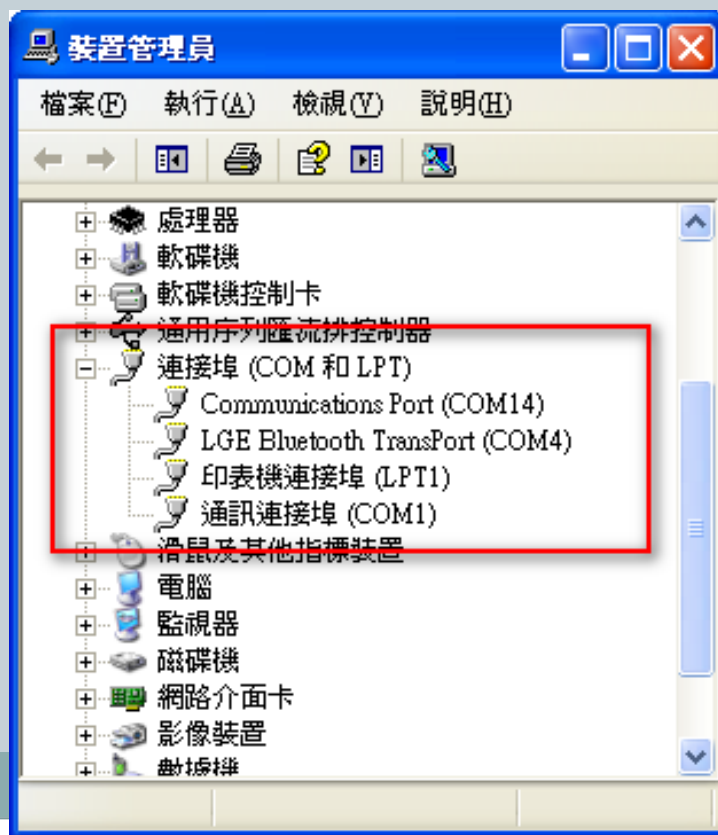 裝置管理員
檔案(F) 執行(A) 檢視(V) 說明(H)
處理器
軟碟機
軟碟機控制卡
通用序列匯流排控制器
連接埠 (COM 和 LPT)
Communications Port (COM14)
LGE Bluetooth TransPort (COM4)
印表機連接埠 (LPT1)
通訊連接埠 (COM1)
滑鼠及其他指標裝置
電腦
監視器
磁碟機
網路介面卡
影像裝置
數據機